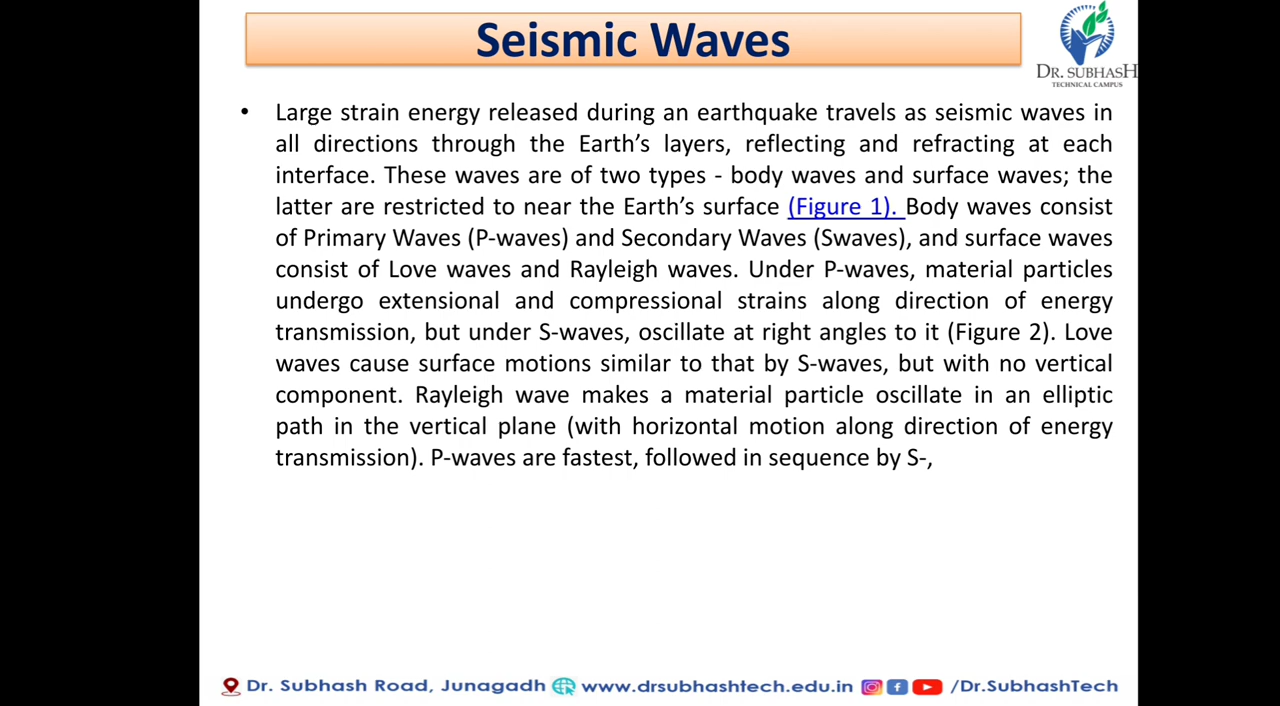 Seismic Waves
DR. SUBHASH
TECHNICAL CAMPUS
• Large strain energy released during an earthquake travels as seismic waves in
all directions through the Earth's layers, reflecting and refracting at each
interface. These waves are of two types - body waves and surface waves; the
latter are restricted to near the Earth's surface (Figure 1). Body waves consist
of Primary Waves (P-waves) and Secondary Waves (Swaves), and surface waves
consist of Love waves and Rayleigh waves. Under P-waves, material particles
undergo extensional and compressional strains along direction of energy
transmission, but under S-waves, oscillate at right angles to it (Figure 2). Love
waves cause surface motions similar to that by S-waves, but with no vertical
component. Rayleigh wave makes a material particle oscillate in an elliptic
path in the vertical plane (with horizontal motion along direction of energy
transmission). P-waves are fastest, followed in sequence by S-,
Dr. Subhash Road, Junagadh www.drsubhashtech.edu.in /Dr.SubhashTech